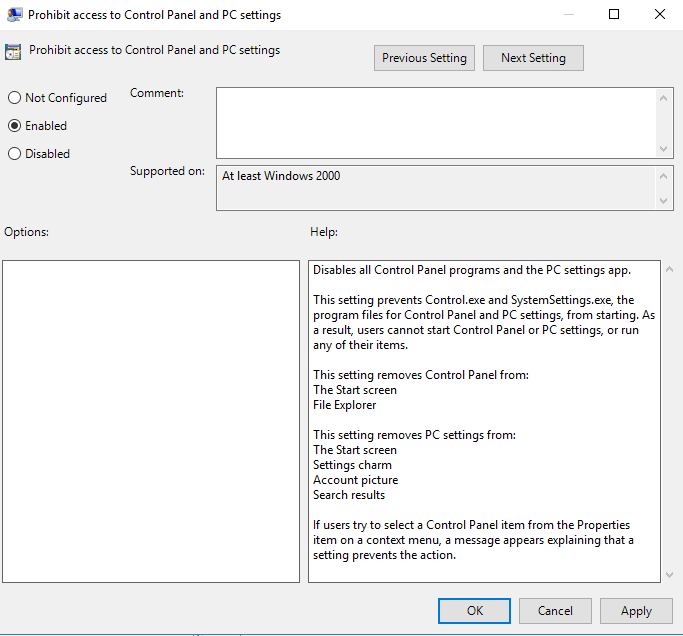 Prohibit access to Control Panel and PC settings
Prohibit access to Control Panel and PC settings
Previous Setting
Next Setting
Not Configured
Enabled
Disabled
Comment:
Supported on:
At least Windows 2000
Options:
Help:
Disables all Control Panel programs and the PC settings app.
This setting prevents Control.exe and SystemSettings.exe, the
program files for Control Panel and PC settings, from starting. As
a result, users cannot start Control Panel or PC settings, or run
any of their items.
This setting removes Control Panel from:
The Start screen
File Explorer
This setting removes PC settings from:
The Start screen
Settings charm
Account picture
Search results
If users try to select a Control Panel item from the Properties
item on a context menu, a message appears explaining that a
setting prevents the action.
OK
Cancel
Apply